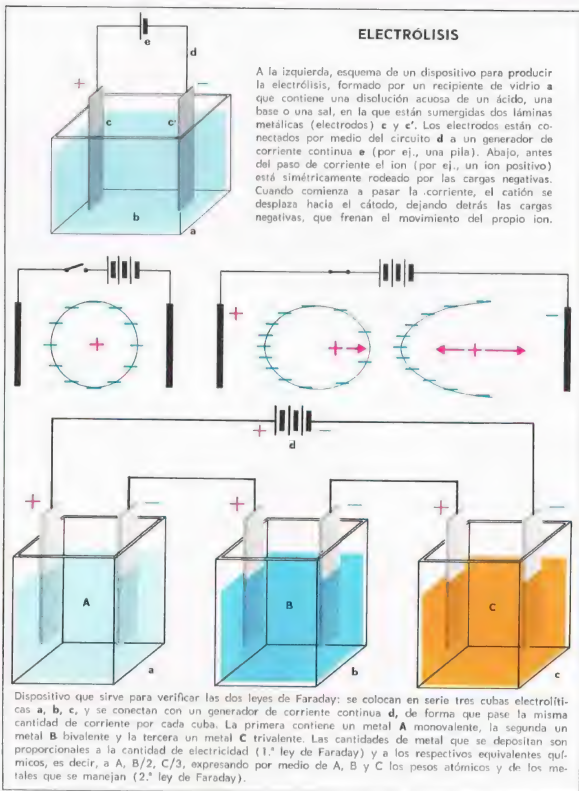 ELECTRÓLISIS
e
d
+
−
c
c'
b
a
A la izquierda, esquema de un dispositivo para producir
la electrólisis, formado por un recipiente de vidrio a
que contiene una disolución acuosa de un ácido, una
base o una sal, en la que están sumergidas dos láminas
metálicas (electrodos) c y c'. Los electrodos están co-
nectados por medio del circuito d a un generador de
corriente continua e (por ej., una pila). Abajo, antes
del paso de corriente el ion (por ej., un ion positivo)
está simétricamente rodeado por las cargas negativas.
Cuando comienza a pasar la corriente, el catión se
desplaza hacia el cátodo, dejando detrás las cargas
negativas, que frenan el movimiento del propio ion.
+
+
+
+
−
+
−
d
+
−
+
−
+
−
A
B
C
a
b
c
Dispositivo que sirve para verificar las dos leyes de Faraday: se colocan en serie tres cubas electrolíti-
cas a, b, c, y se conectan con un generador de corriente continua d, de forma que pase la misma
cantidad de corriente por cada cuba. La primera contiene un metal A monovalente, la segunda un
metal B bivalente y la tercera un metal C trivalente. Las cantidades de metal que se depositan son
proporcionales a la cantidad de electricidad (1.ª ley de Faraday) y a los respectivos equivalentes quí-
micos, es decir, a A, B/2, C/3, expresando por medio de A, B y C los pesos atómicos y de los me-
tales que se manejan (2.ª ley de Faraday).